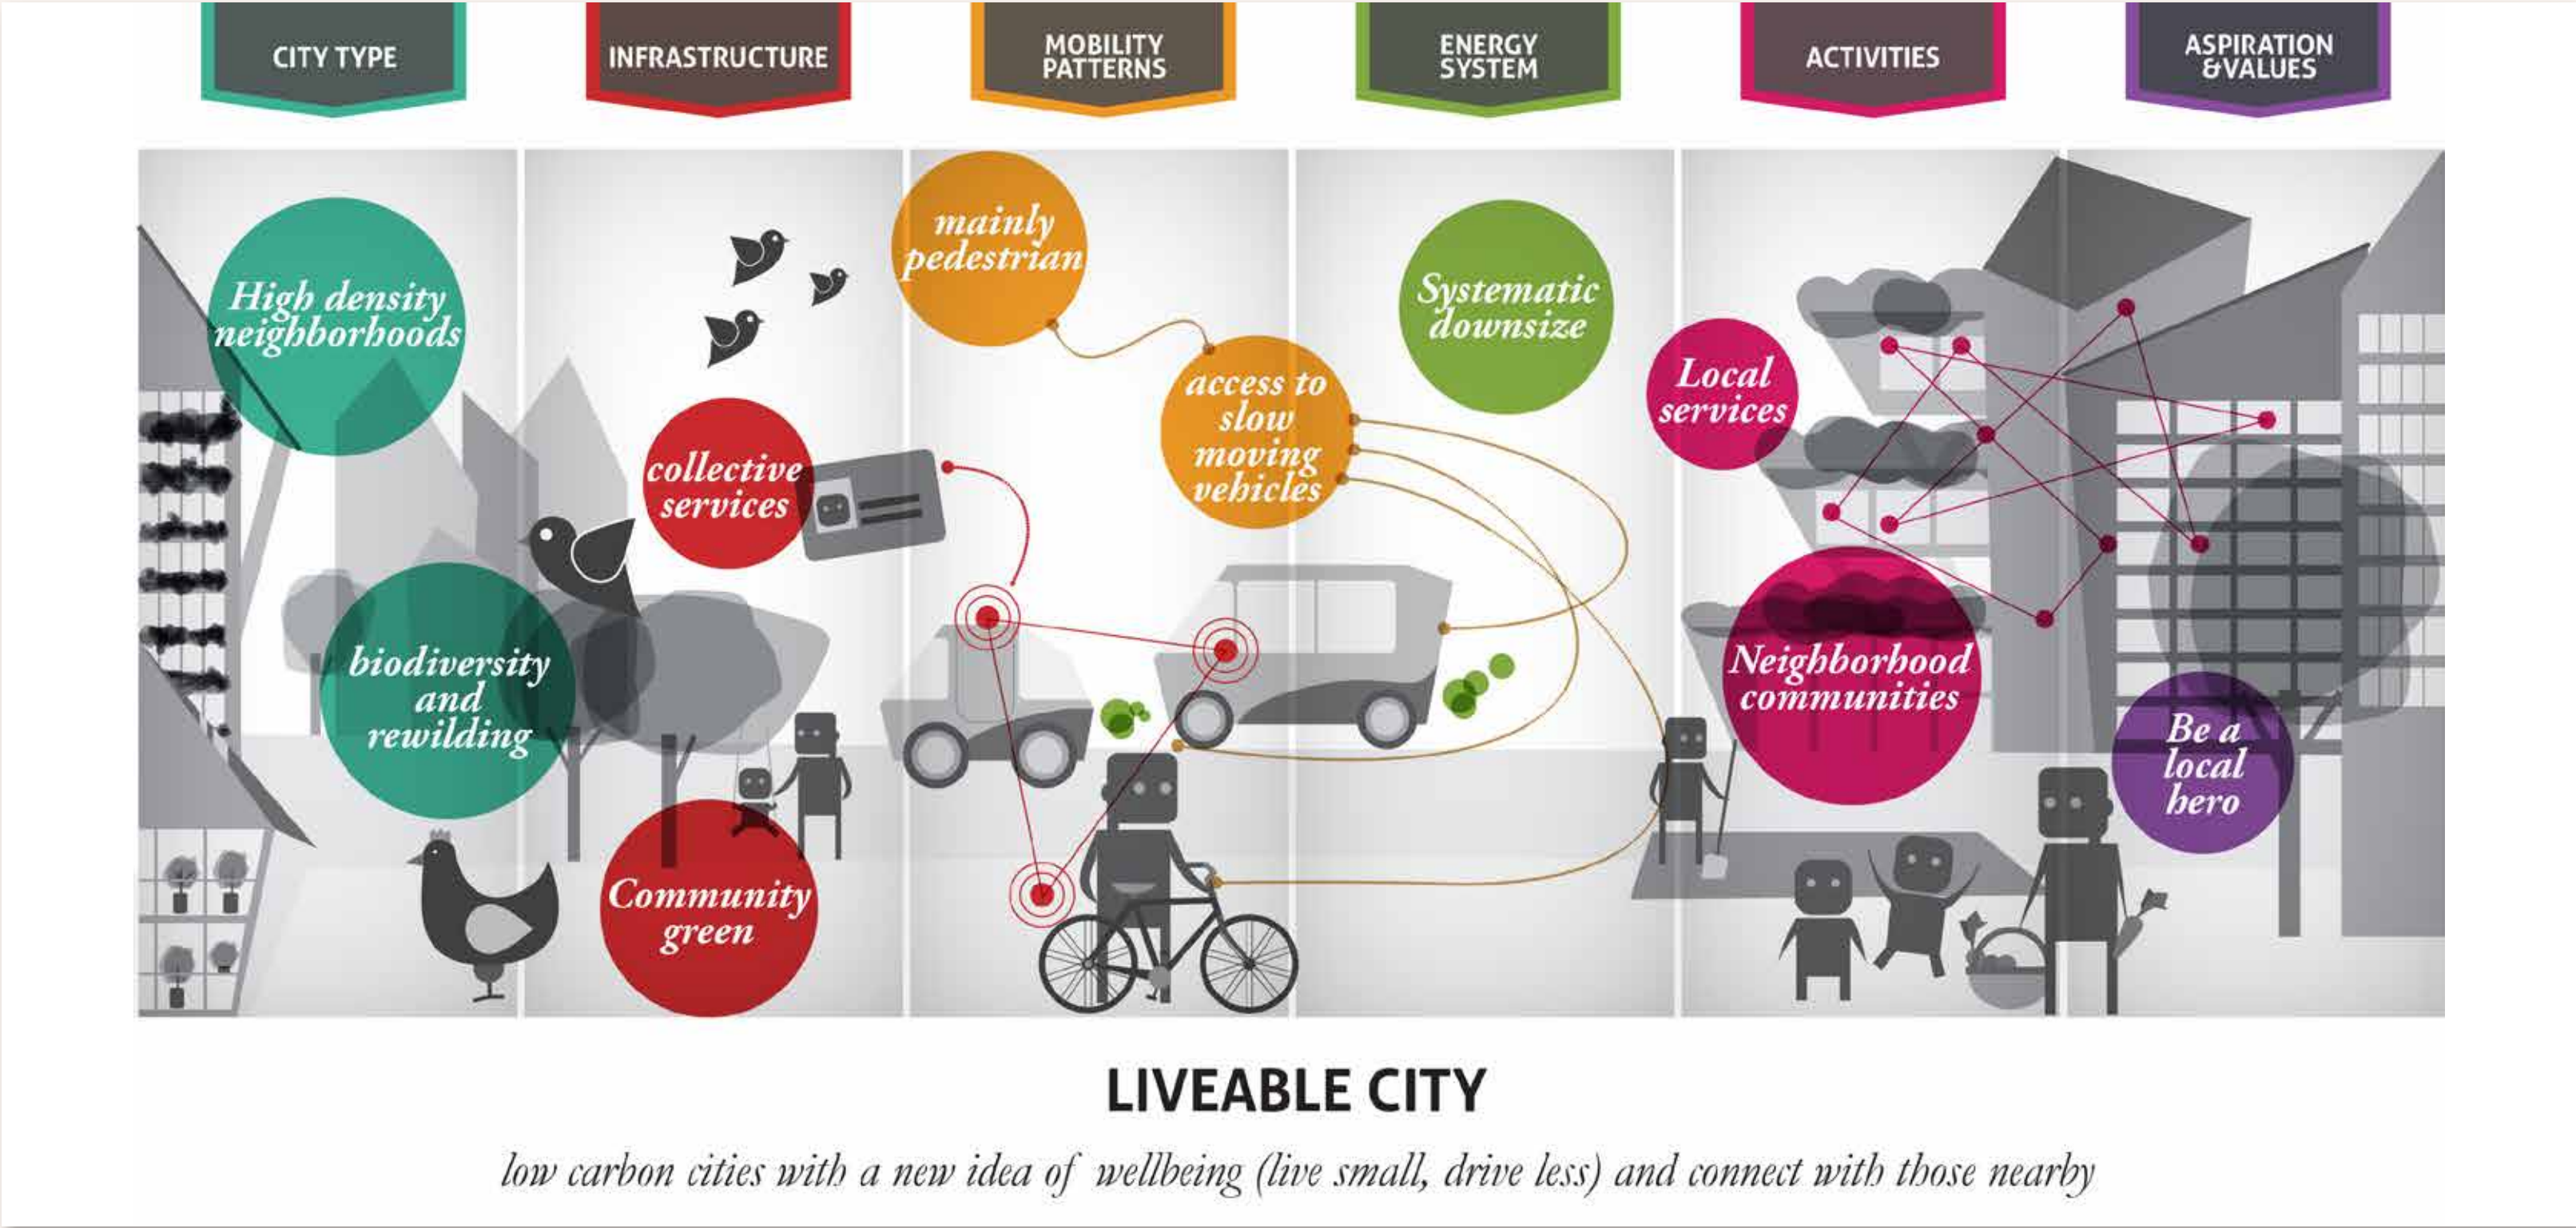 CITY TYPE
INFRASTRUCTURE
MOBILITY
PATTERNS
ENERGY
SYSTEM
ACTIVITIES
ASPIRATION
&VALUES
High density
neighborhoods
biodiversity
and
rewilding
collective
services
Community
green
mainly
pedestrian
access to
slow
moving
vehicles
Systematic
downsize
Local
services
Neighborhood
communities
Be a
local
hero
LIVEABLE CITY
low carbon cities with a new idea of wellbeing (live small, drive less) and connect with those nearby